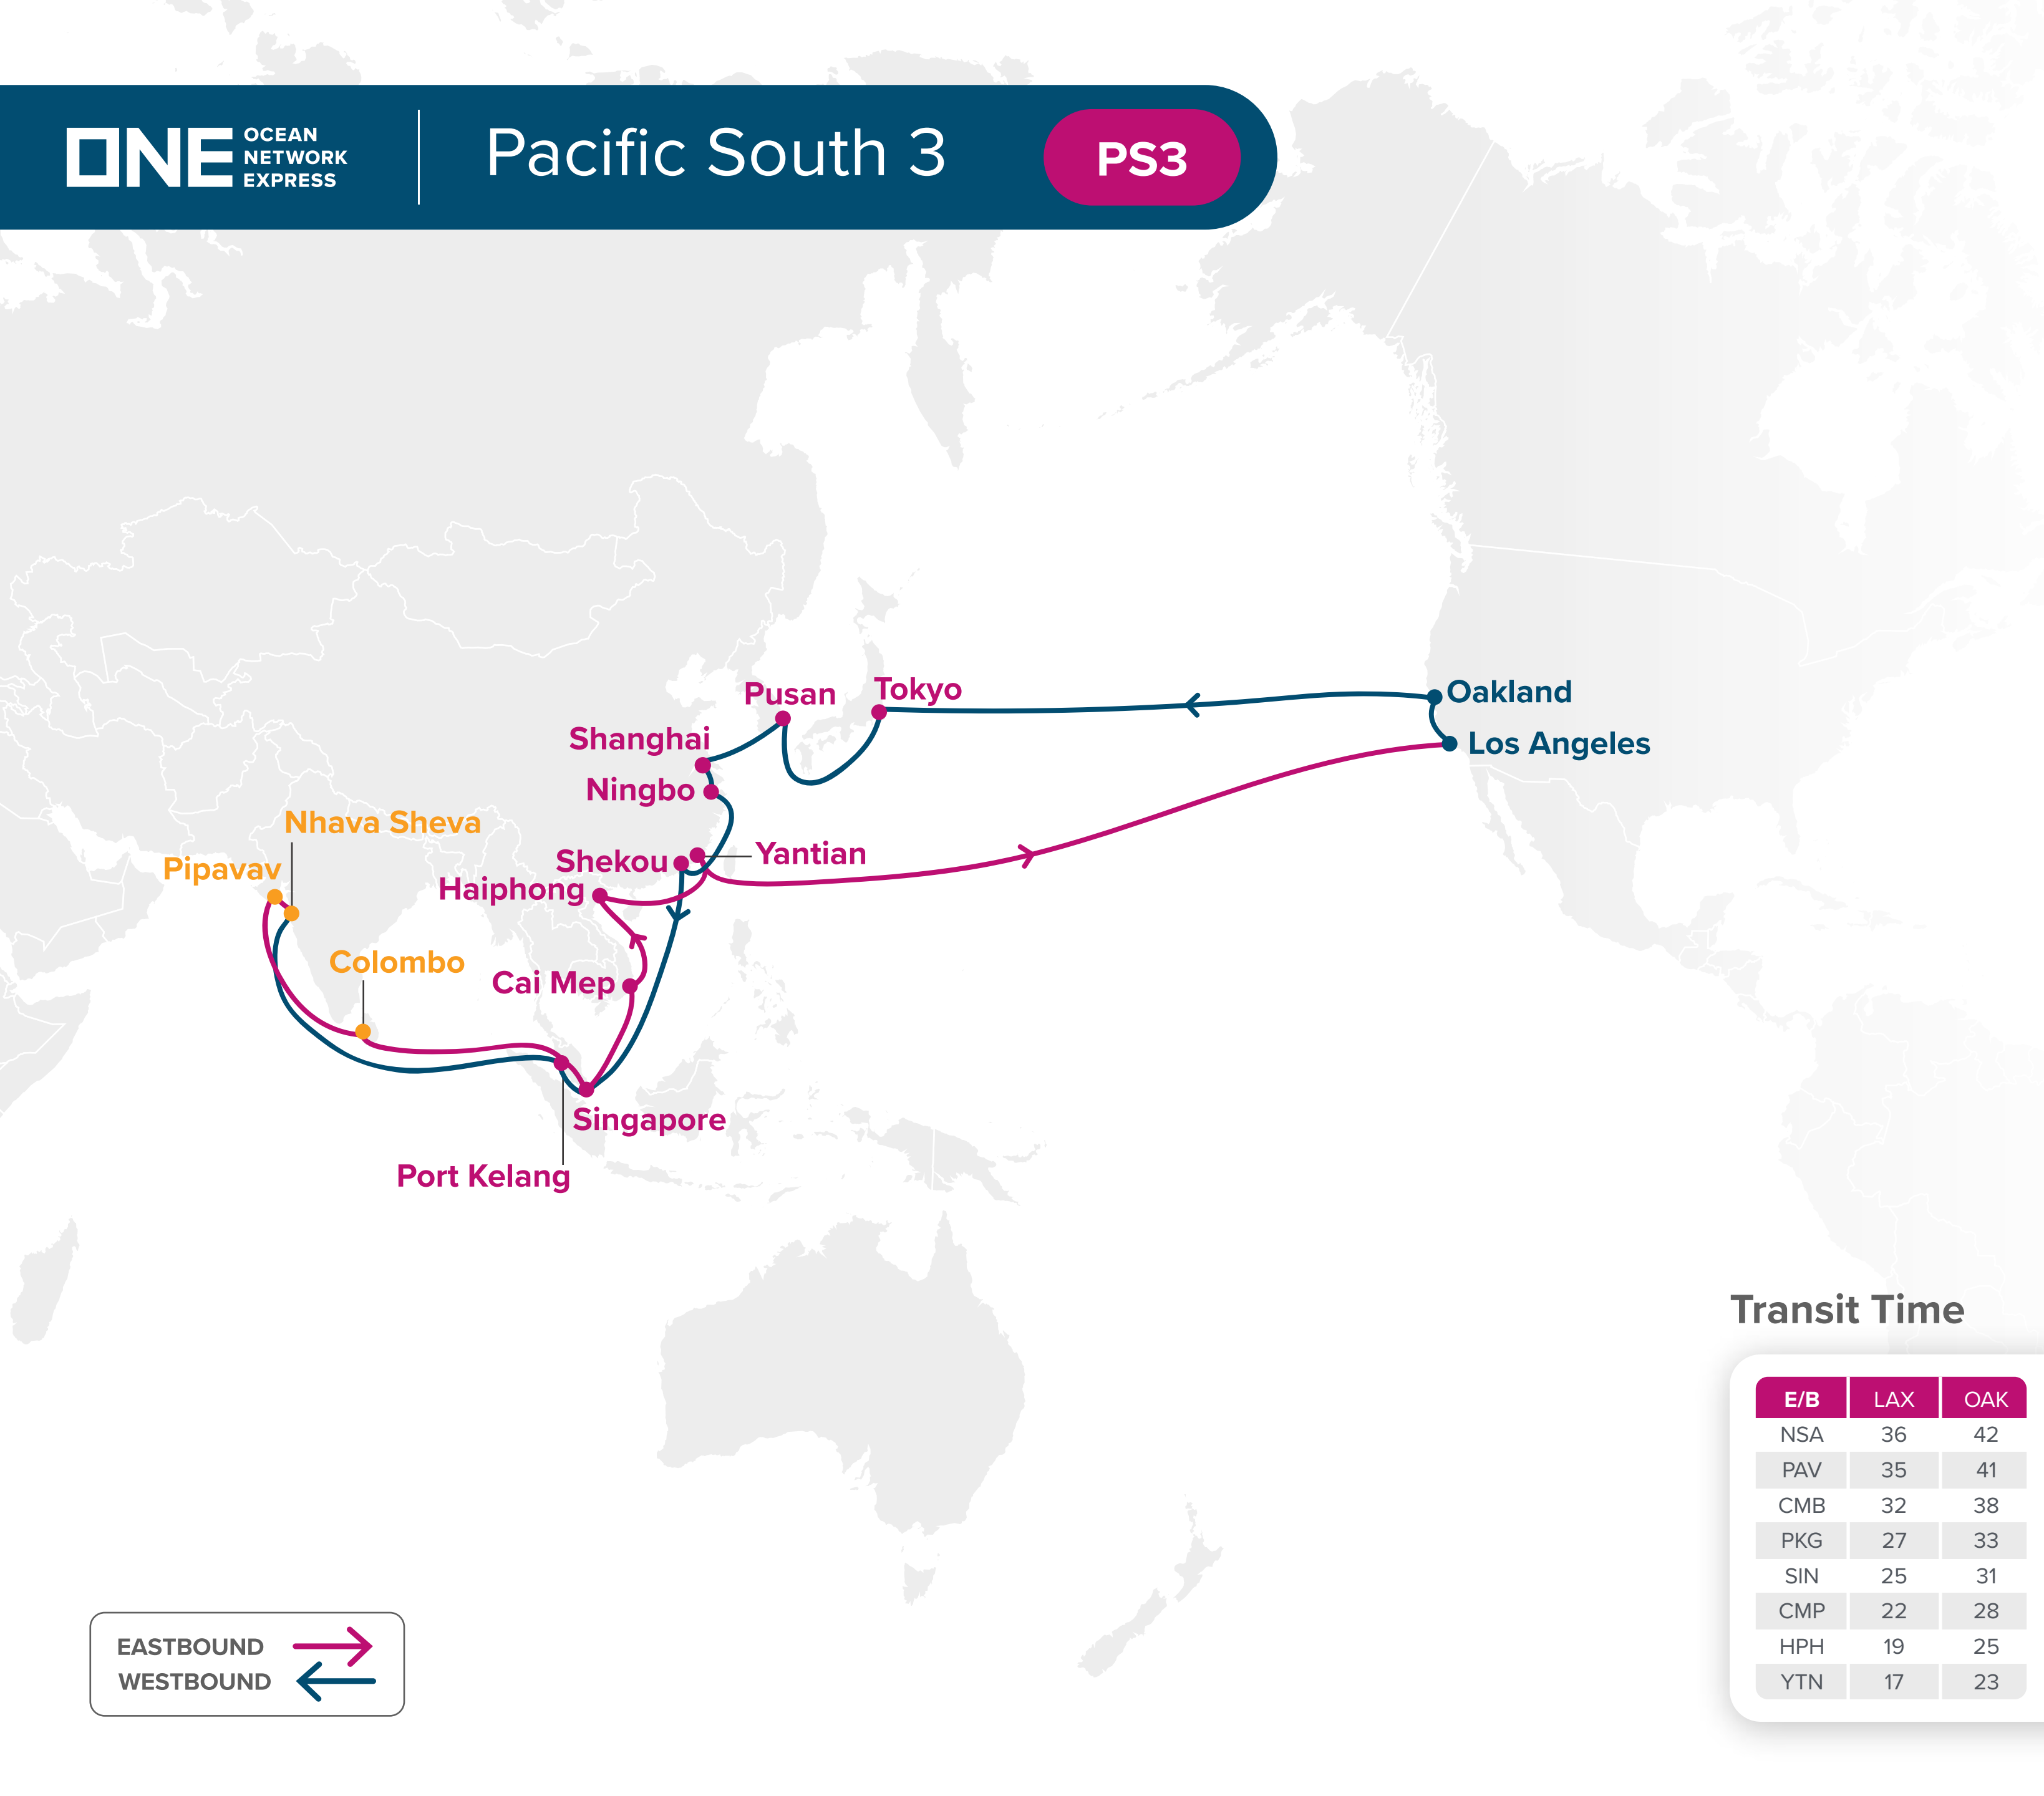 ONE
OCEAN
NETWORK
EXPRESS
Pacific South 3
PS3
Pusan
Tokyo
Oakland
Shanghai
Los Angeles
Ningbo
Nhava Sheva
Pipavav
Shekou
Yantian
Haiphong
Colombo
Cai Mep
Singapore
Port Kelang
Transit Time
E/B LAX OAK
NSA 36 42
PAV 35 41
CMB 32 38
PKG 27 33
SIN 25 31
CMP 22 28
HPH 19 25
YTN 17 23
EASTBOUND
WESTBOUND